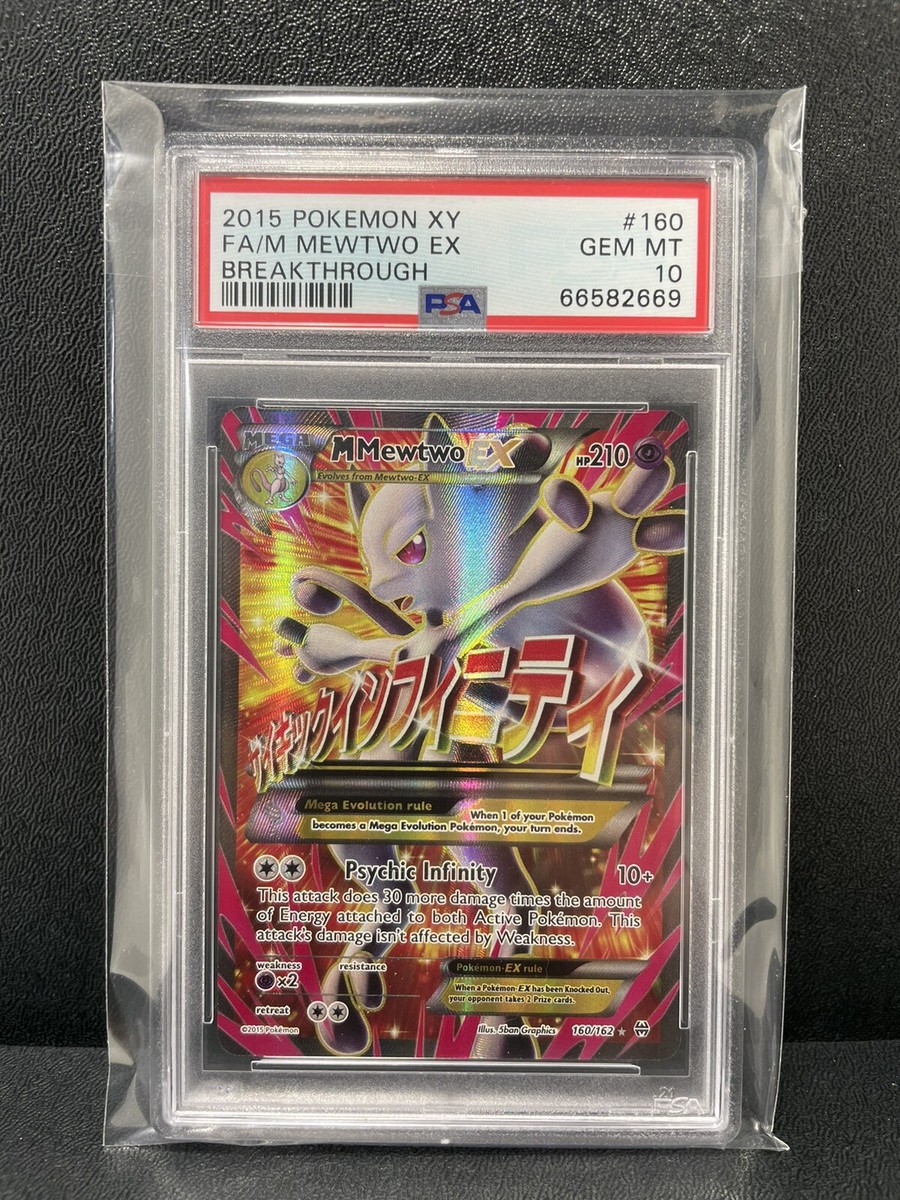 2015 POKEMON XY #160
FA/M MEWTWO EX GEM MT
BREAKTHROUGH 10
PSA 66582669
MEGA
M Mewtwo EX HP210
Evolves from Mewtwo-EX
サイキックインフィニティ
Mega Evolution rule
When 1 of your Pokémon
becomes a Mega Evolution Pokémon, your turn ends.
Psychic Infinity 10+
This attack does 30 more damage times the amount
of Energy attached to both Active Pokémon. This
attack's damage isn't affected by Weakness.
weakness resistance
×2
Pokémon-EX rule
When a Pokémon-EX has been Knocked Out,
your opponent takes 2 Prize cards.
retreat
©2015 Pokémon Illus. 5ban Graphics 160/162
PSA